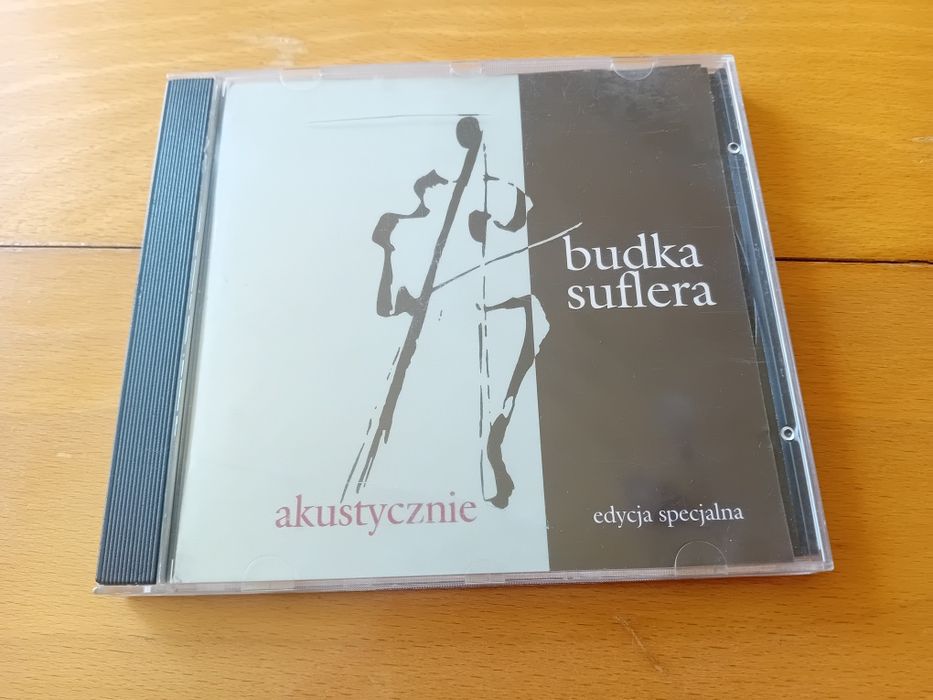 budka
suflera
akustycznie
edycja specjalna